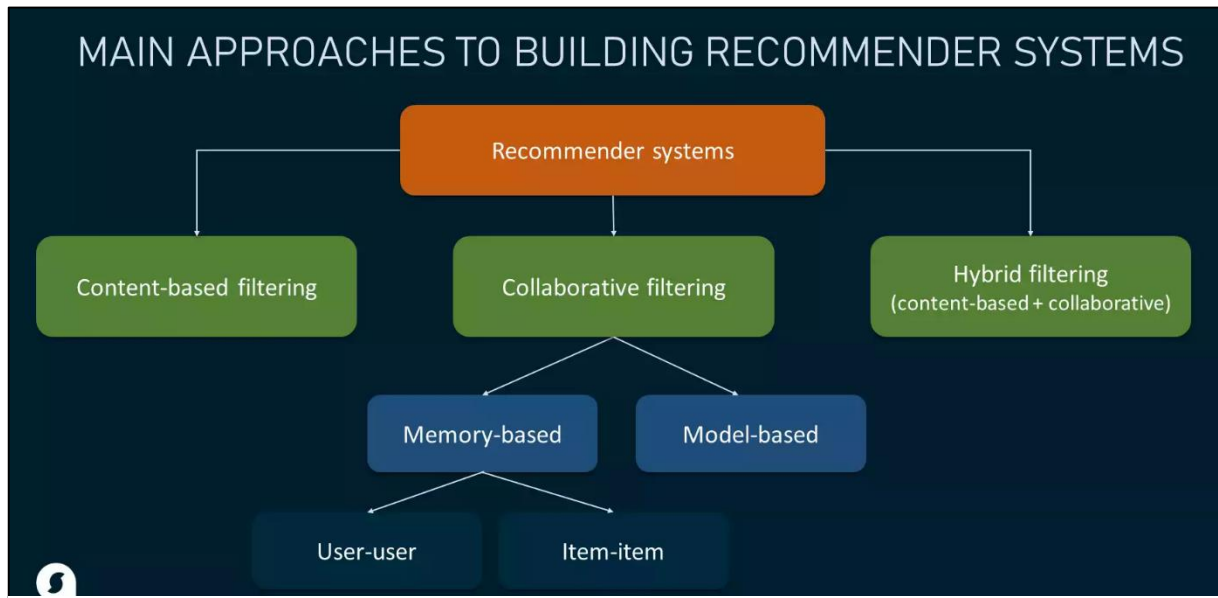 MAIN APPROACHES TO BUILDING RECOMMENDER SYSTEMS
Recommender systems
Content-based filtering
Collaborative filtering
Hybrid filtering
(content-based + collaborative)
Memory-based
Model-based
User-user
Item-item